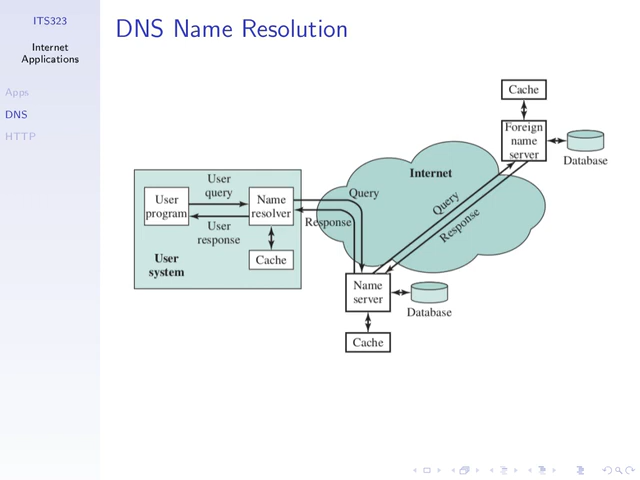 ITS323
Internet
Applications
Apps
DNS
HTTP
DNS Name Resolution
Cache
Foreign
name
server
Database
Internet
User
query
User
program
Name
resolver
User
response
User
system
Cache
Query
Response
Query
Response
Name
server
Database
Cache